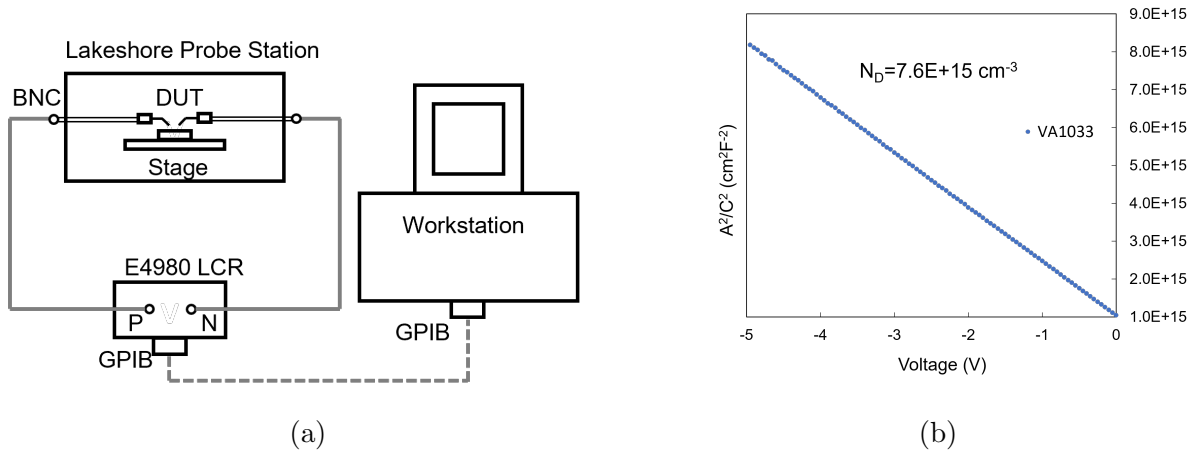 Lakeshore Probe Station
BNC
DUT
Stage
Workstation
E4980 LCR
P
V
N
GPIB
GPIB
(a)
9.0E+15
8.0E+15
7.0E+15
6.0E+15
5.0E+15
4.0E+15
3.0E+15
2.0E+15
1.0E+15
N_D=7.6E+15 cm⁻³
VA1033
A²/C² (cm²F⁻²)
-5 -4 -3 -2 -1 0
Voltage (V)
(b)